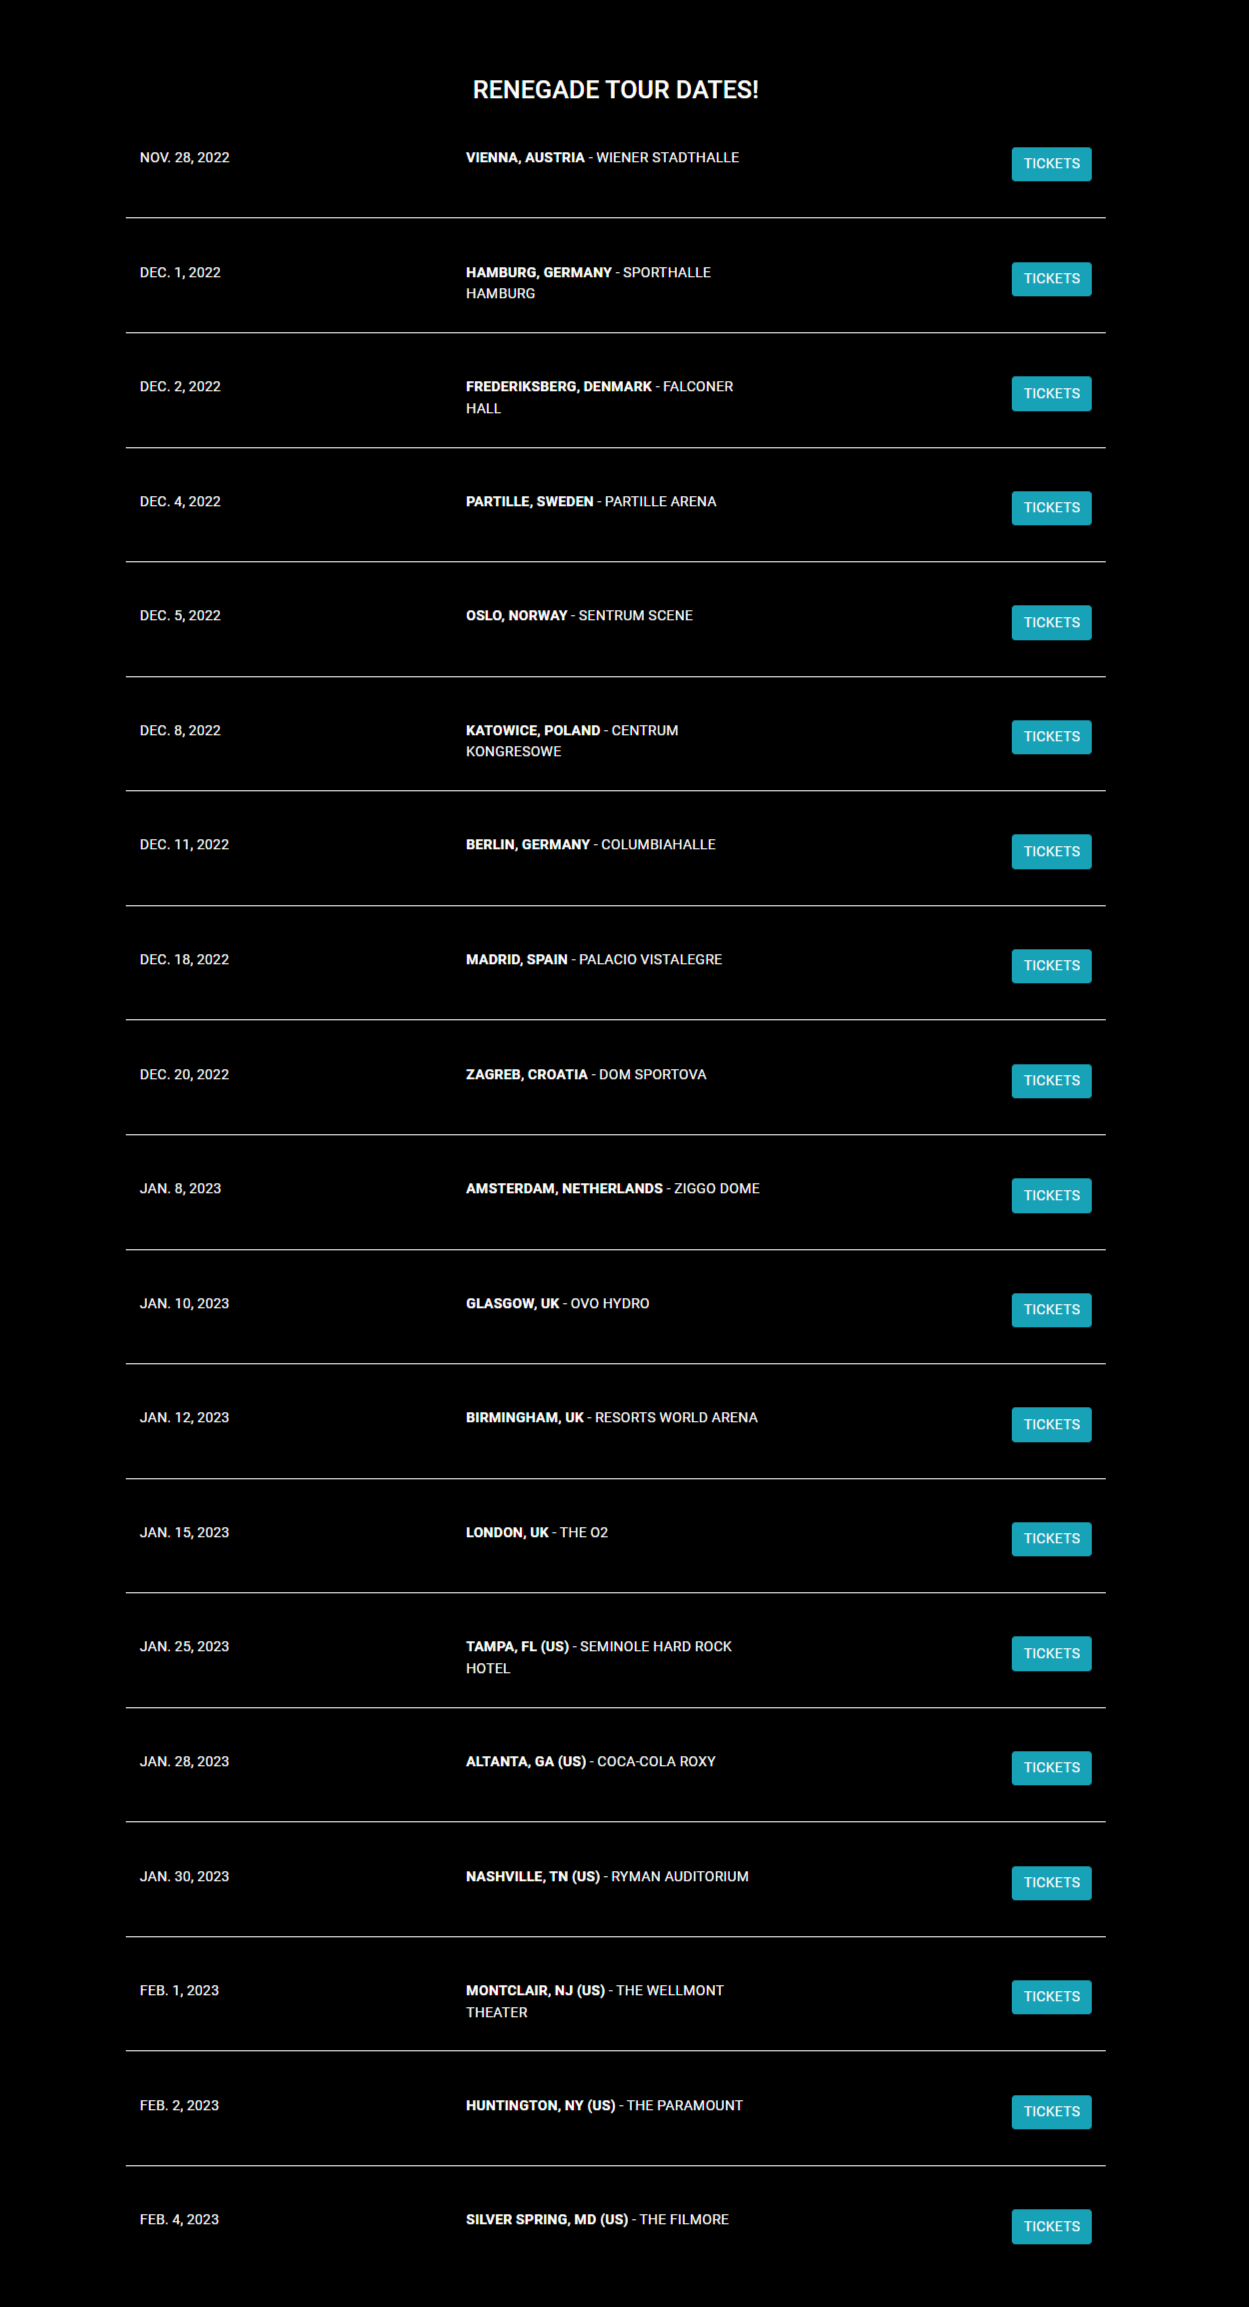 RENEGADE TOUR DATES!
NOV. 28, 2022
VIENNA, AUSTRIA - WIENER STADTHALLE
TICKETS
DEC. 1, 2022
HAMBURG, GERMANY - SPORTHALLE
HAMBURG
TICKETS
DEC. 2, 2022
FREDERIKSBERG, DENMARK - FALCONER
HALL
TICKETS
DEC. 4, 2022
PARTILLE, SWEDEN - PARTILLE ARENA
TICKETS
DEC. 5, 2022
OSLO, NORWAY - SENTRUM SCENE
TICKETS
DEC. 8, 2022
KATOWICE, POLAND - CENTRUM
KONGRESOWE
TICKETS
DEC. 11, 2022
BERLIN, GERMANY - COLUMBIAHALLE
TICKETS
DEC. 18, 2022
MADRID, SPAIN - PALACIO VISTALEGRE
TICKETS
DEC. 20, 2022
ZAGREB, CROATIA - DOM SPORTOVA
TICKETS
JAN. 8, 2023
AMSTERDAM, NETHERLANDS - ZIGGO DOME
TICKETS
JAN. 10, 2023
GLASGOW, UK - OVO HYDRO
TICKETS
JAN. 12, 2023
BIRMINGHAM, UK - RESORTS WORLD ARENA
TICKETS
JAN. 15, 2023
LONDON, UK - THE O2
TICKETS
JAN. 25, 2023
TAMPA, FL (US) - SEMINOLE HARD ROCK
HOTEL
TICKETS
JAN. 28, 2023
ALTANTA, GA (US) - COCA-COLA ROXY
TICKETS
JAN. 30, 2023
NASHVILLE, TN (US) - RYMAN AUDITORIUM
TICKETS
FEB. 1, 2023
MONTCLAIR, NJ (US) - THE WELLMONT
THEATER
TICKETS
FEB. 2, 2023
HUNTINGTON, NY (US) - THE PARAMOUNT
TICKETS
FEB. 4, 2023
SILVER SPRING, MD (US) - THE FILMORE
TICKETS